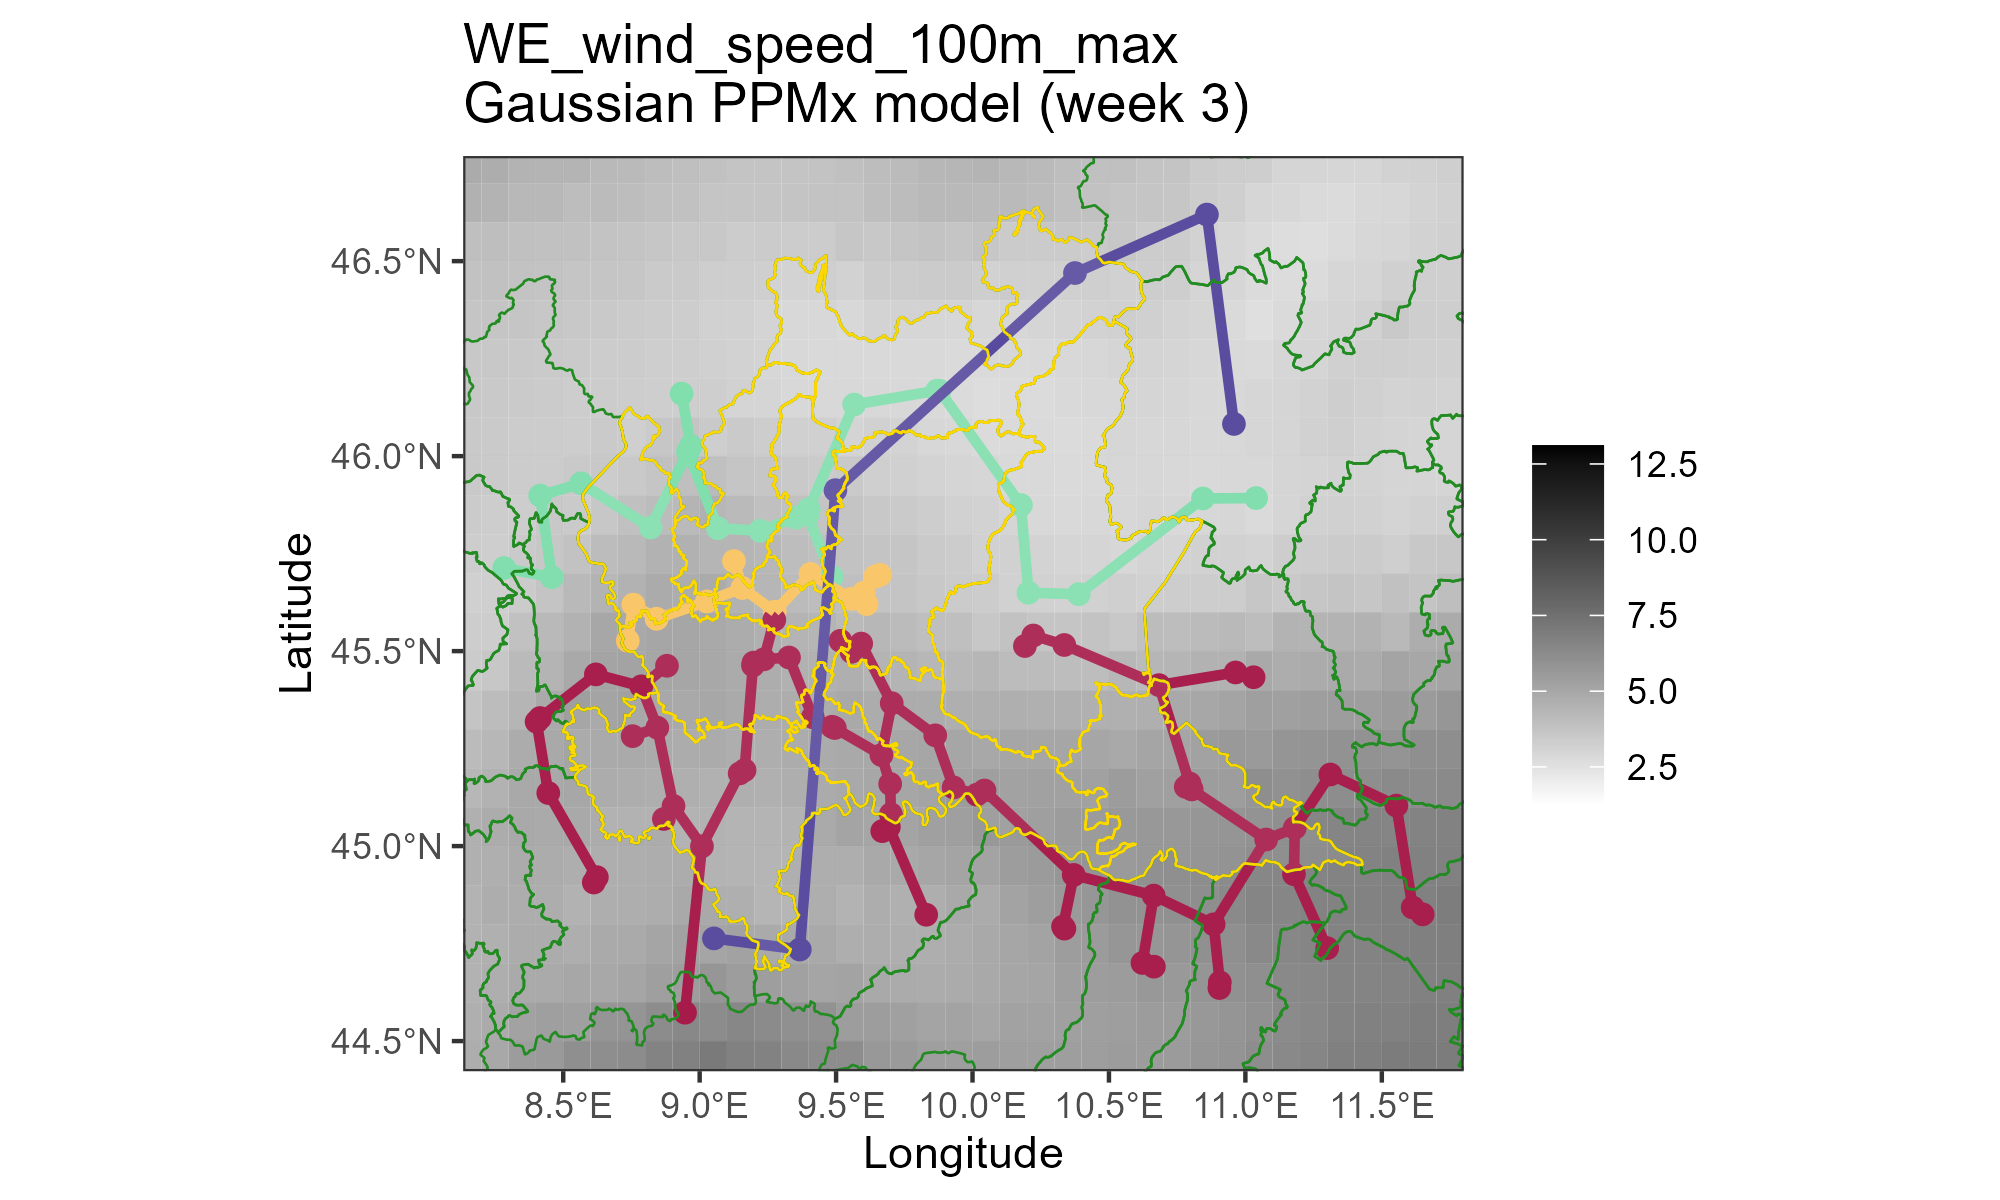 WE_wind_speed_100m_max
Gaussian PPMx model (week 3)
46.5°N
46.0°N
45.5°N
45.0°N
44.5°N
Latitude
8.5°E 9.0°E 9.5°E 10.0°E 10.5°E 11.0°E 11.5°E
Longitude
12.5
10.0
7.5
5.0
2.5